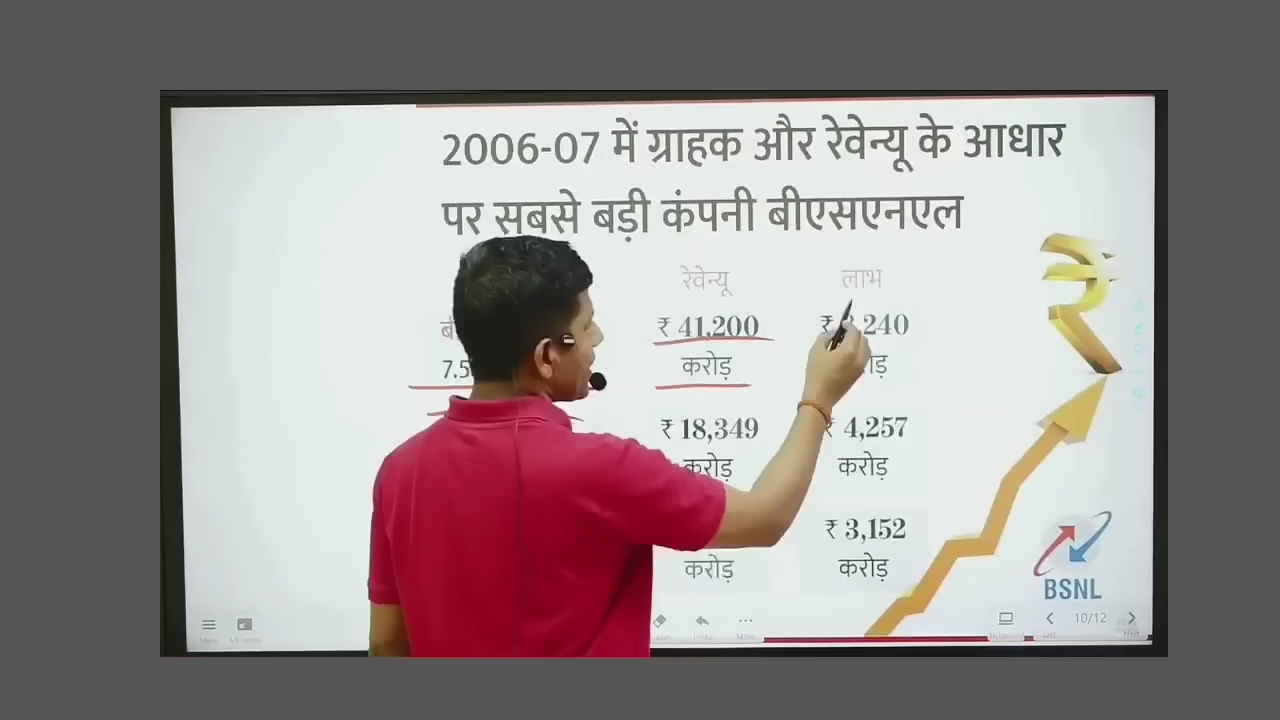 2006-07 में ग्राहक और रेवेन्यू के आधार
पर सबसे बड़ी कंपनी बीएसएनएल
रेवेन्यू लाभ
₹ 41,200
करोड़
₹ 18,349 ₹ 4,257
करोड़ करोड़
₹ 3,152
करोड़ करोड़
BSNL
10/12